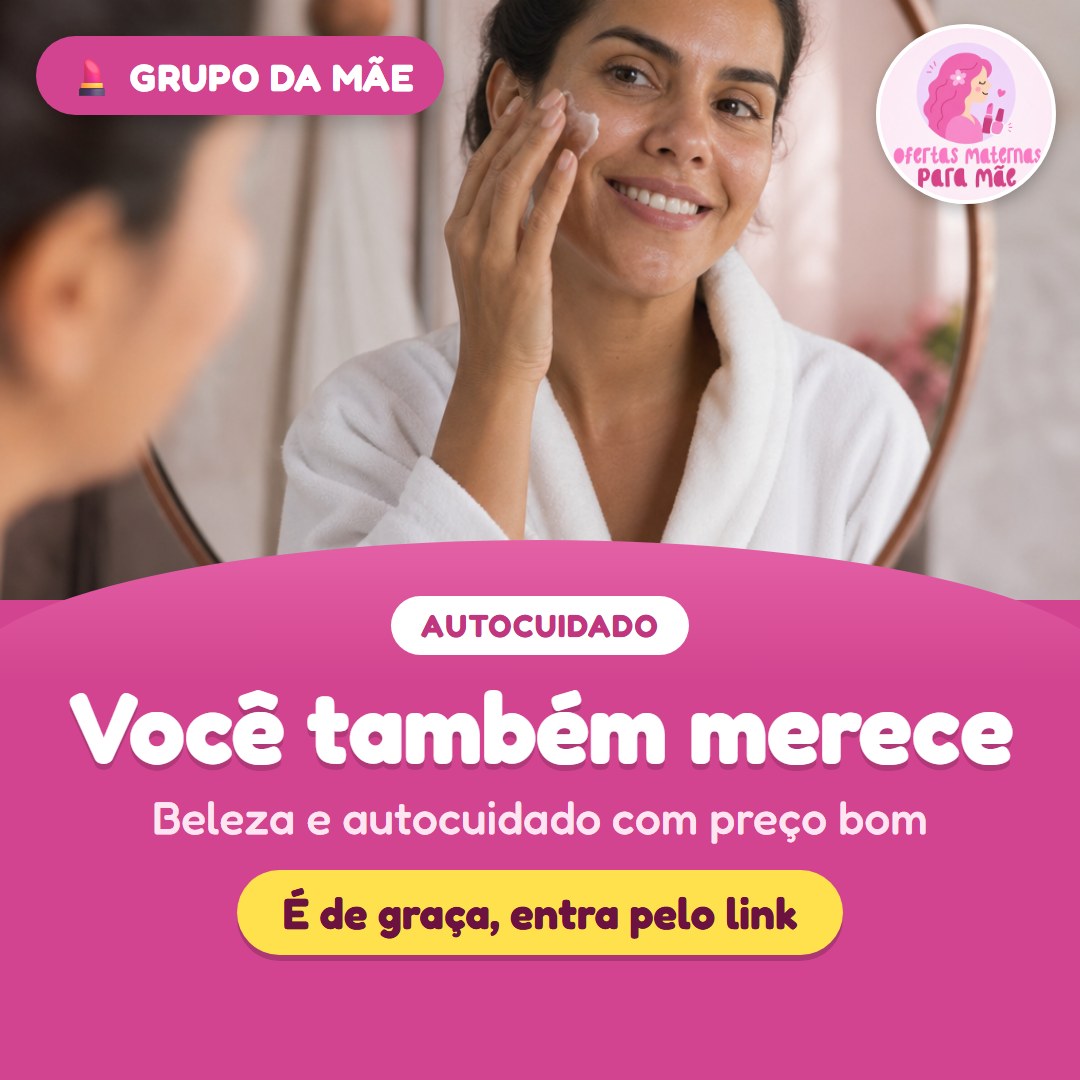 GRUPO DA MÃE
Ofertas Maternas
Para Mãe
AUTOCUIDADO
Você também merece
Beleza e autocuidado com preço bom
É de graça, entra pelo link